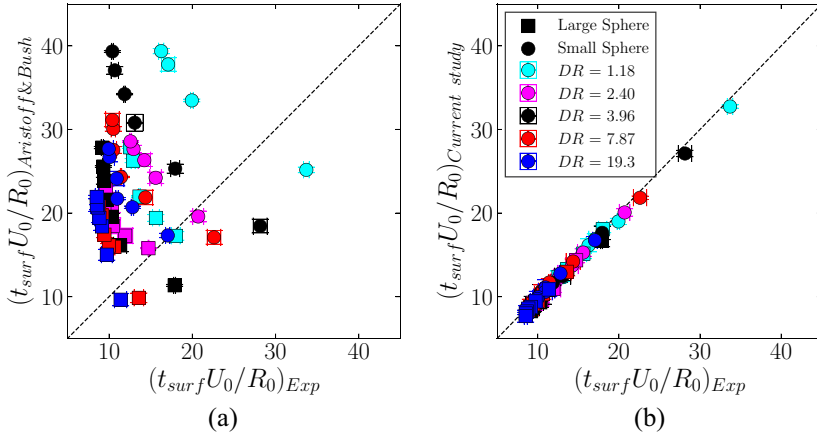 (t_{surf}U_0/R_0)_{Aristoff&Bush}
40
30
20
10
10 20 30 40
(t_{surf}U_0/R_0)_{Exp}
(a)
(t_{surf}U_0/R_0)_{Current study}
40
30
20
10
Large Sphere
Small Sphere
DR = 1.18
DR = 2.40
DR = 3.96
DR = 7.87
DR = 19.3
10 20 30 40
(t_{surf}U_0/R_0)_{Exp}
(b)